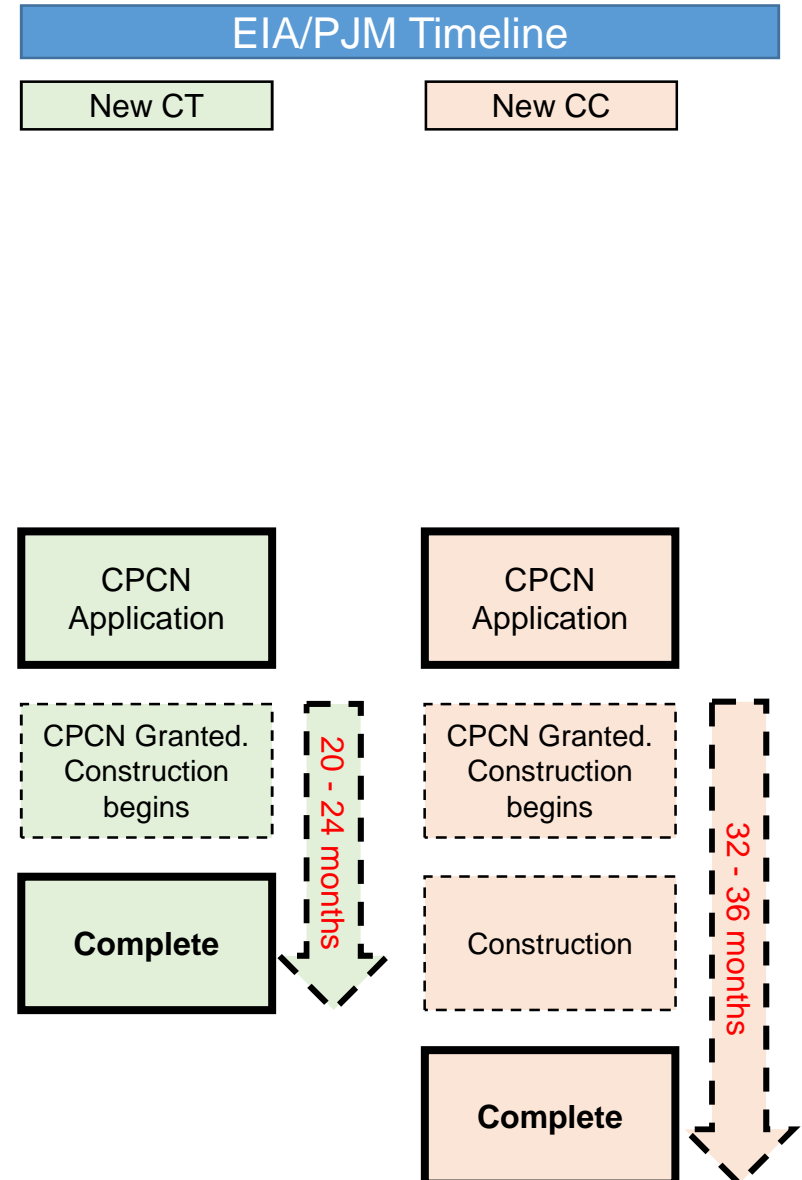 EIA/PJM Timeline
New CT
New CC
CPCN
Application
CPCN
Application
CPCN Granted.
Construction
begins
20 - 24 months
CPCN Granted.
Construction
begins
32 - 36 months
Complete
Construction
Complete